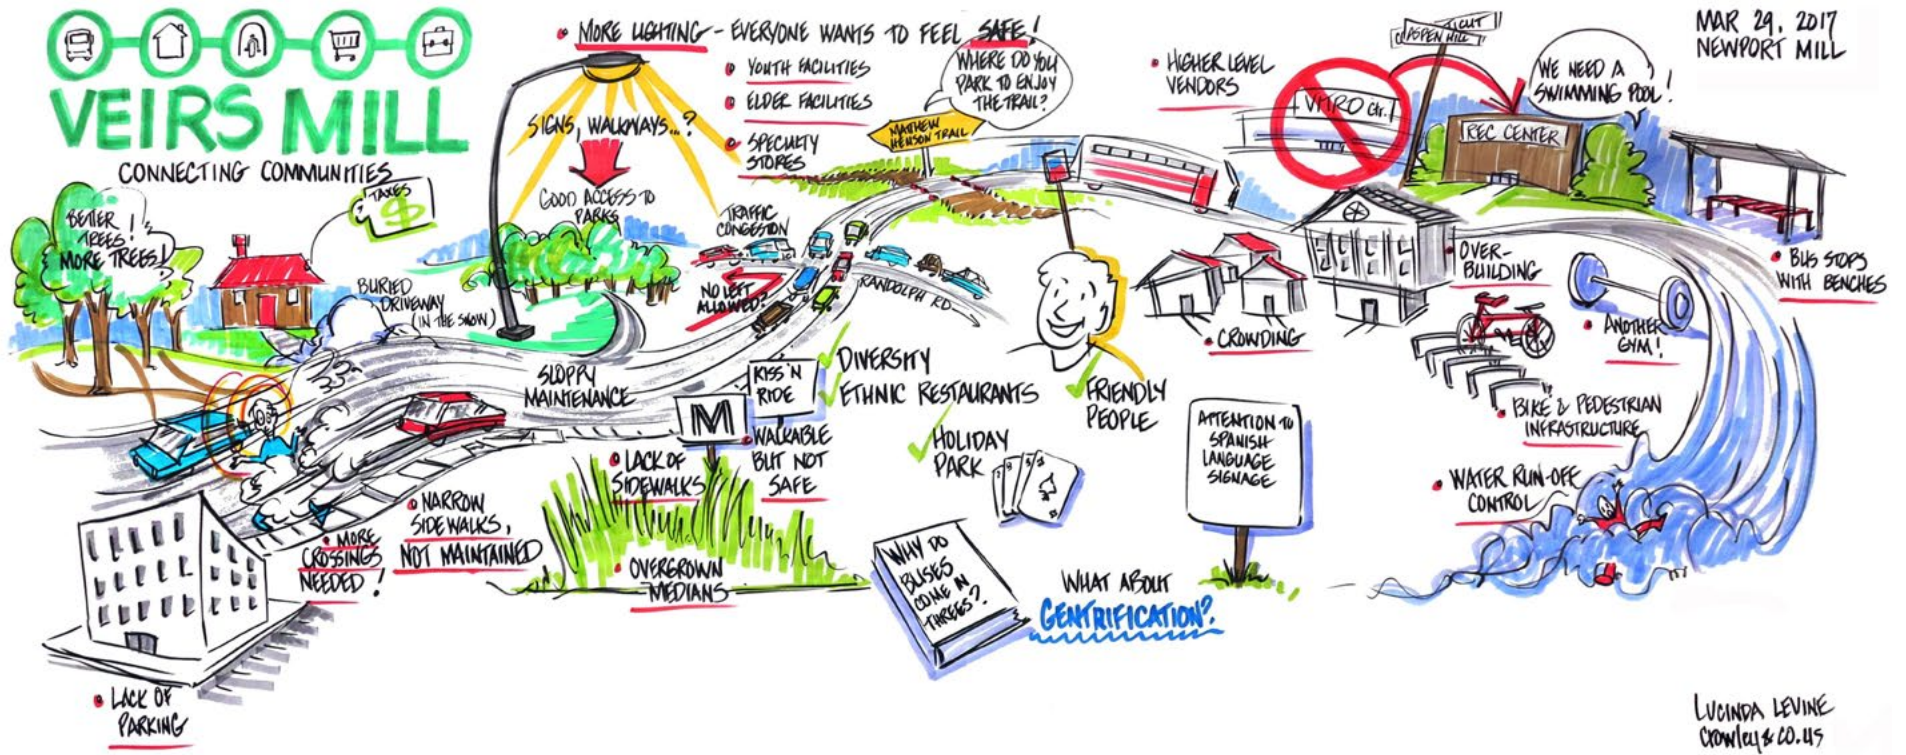 VEIRS MILL
CONNECTING COMMUNITIES
MORE LIGHTING - EVERYONE WANTS TO FEEL SAFE!
YOUTH FACILITIES
ELDER FACILITIES
SPECIALTY
STORES
SIGNS, WALKWAYS...?
GOOD ACCESS TO
PARKS
WHERE DO YOU
PARK TO ENJOY
THE TRAIL?
MATTHEW
HENSON TRAIL
HIGHER LEVEL
VENDORS
VITRO Ctr.
ASPEN HILL
REC CENTER
WE NEED A
SWIMMING POOL!
MAR 29, 2017
NEWPORT MILL
BETTER
TREES!
MORE TREES!
TAXES
$
BURIED
DRIVEWAY
(IN THE SNOW)
TRAFFIC
CONGESTION
NO LEFT
ALLOWED?
RANDOLPH RD
OVER-
BUILDING
BUS STOPS
WITH BENCHES
CROWDING
ANOTHER
GYM!
SLOPPY
MAINTENANCE
KISS 'N
RIDE
M
DIVERSITY
ETHNIC RESTAURANTS
FRIENDLY
PEOPLE
BIKE & PEDESTRIAN
INFRASTRUCTURE
WALKABLE
BUT NOT
SAFE
HOLIDAY
PARK
ATTENTION TO
SPANISH-
LANGUAGE
SIGNAGE
LACK OF
SIDEWALKS
NARROW
SIDEWALKS,
NOT MAINTAINED
MORE
CROSSINGS
NEEDED!
WATER RUN-OFF
CONTROL
OVERGROWN
MEDIANS
WHY DO
BUSES
COME IN
THREES?
WHAT ABOUT
GENTRIFICATION?
LACK OF
PARKING
LUCINDA LEVINE
Crowley & CO.US